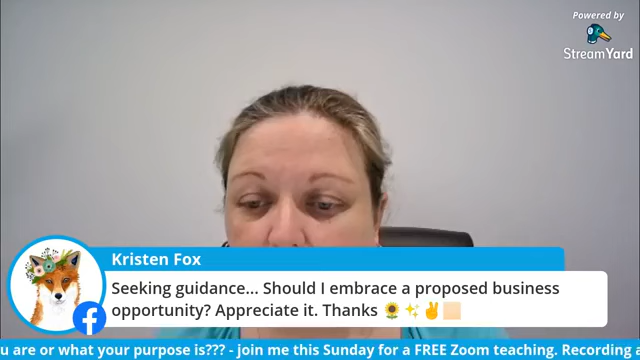 Powered by
StreamYard
Kristen Fox
Seeking guidance... Should I embrace a proposed business
opportunity? Appreciate it. Thanks 🌻✨✌🏼
u are or what your purpose is??? - join me this Sunday for a FREE Zoom teaching. Recording a